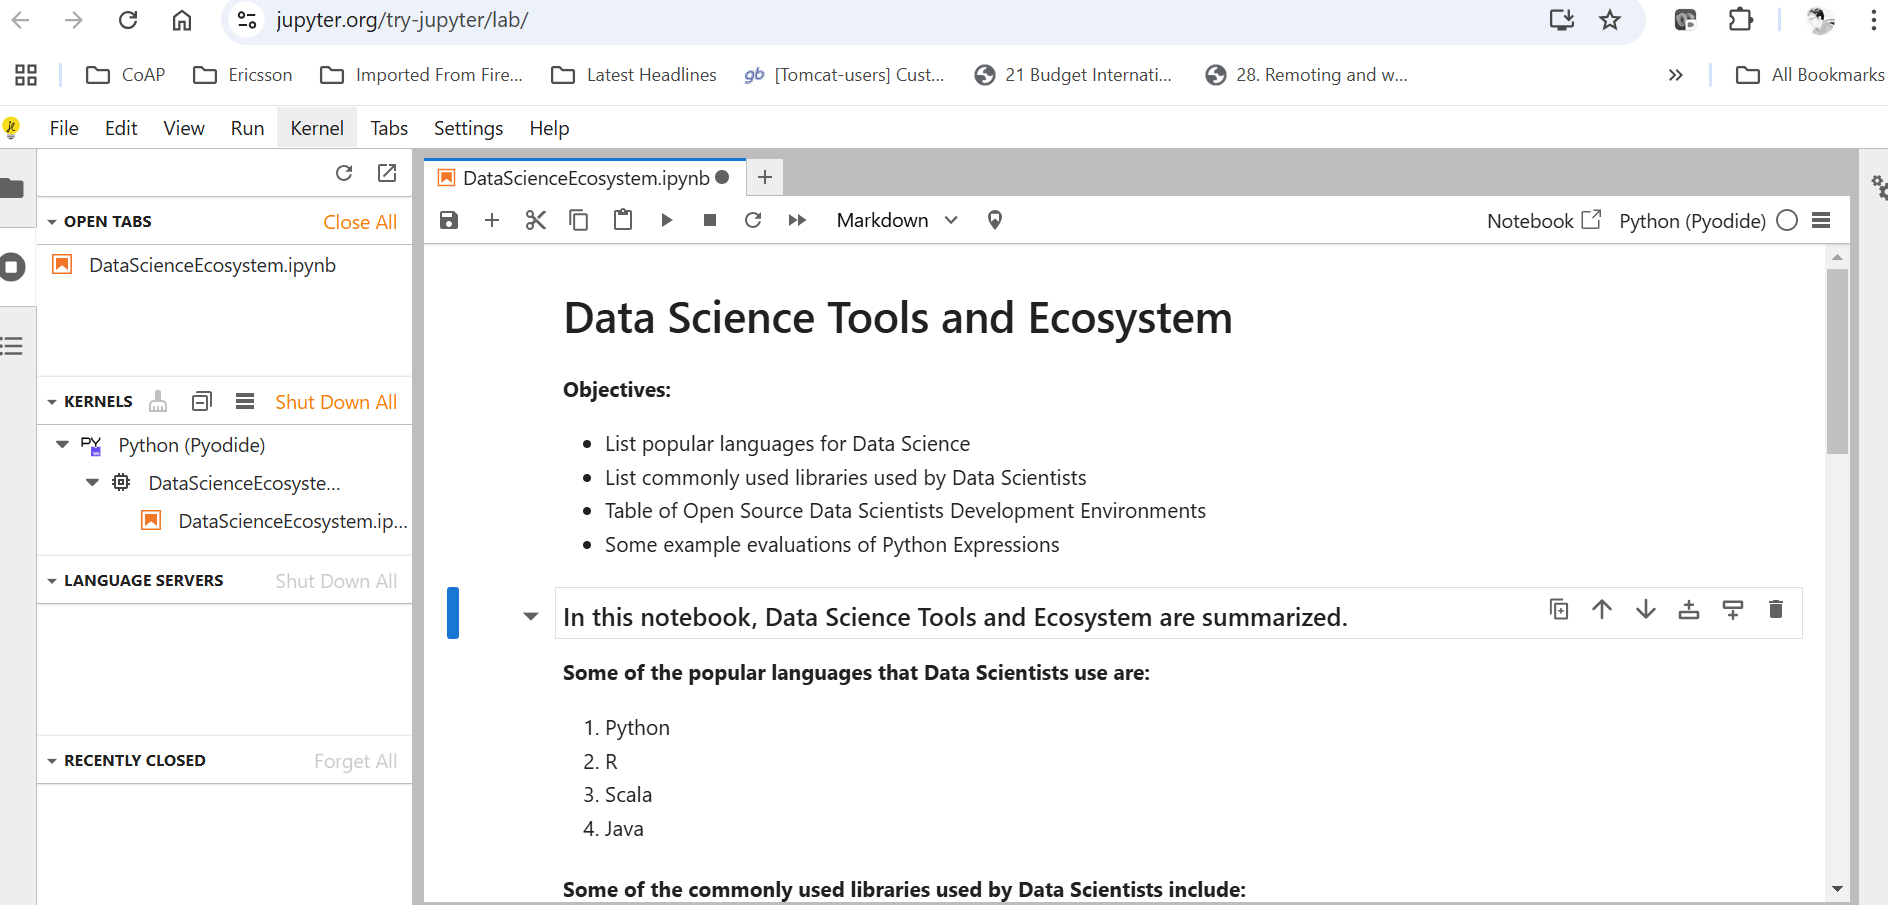 jupyter.org/try-jupyter/lab/
CoAP Ericsson Imported From Fire... Latest Headlines gb [Tomcat-users] Cust... 21 Budget Internati... 28. Remoting and w... » All Bookmarks
File Edit View Run Kernel Tabs Settings Help
DataScienceEcosystem.ipynb
OPEN TABS Close All
DataScienceEcosystem.ipynb
KERNELS Shut Down All
PY Python (Pyodide)
DataScienceEcosyste...
DataScienceEcosystem.ip...
LANGUAGE SERVERS Shut Down All
RECENTLY CLOSED Forget All
Markdown Notebook Python (Pyodide)
Data Science Tools and Ecosystem
Objectives:
• List popular languages for Data Science
• List commonly used libraries used by Data Scientists
• Table of Open Source Data Scientists Development Environments
• Some example evaluations of Python Expressions
In this notebook, Data Science Tools and Ecosystem are summarized.
Some of the popular languages that Data Scientists use are:
1. Python
2. R
3. Scala
4. Java
Some of the commonly used libraries used by Data Scientists include: